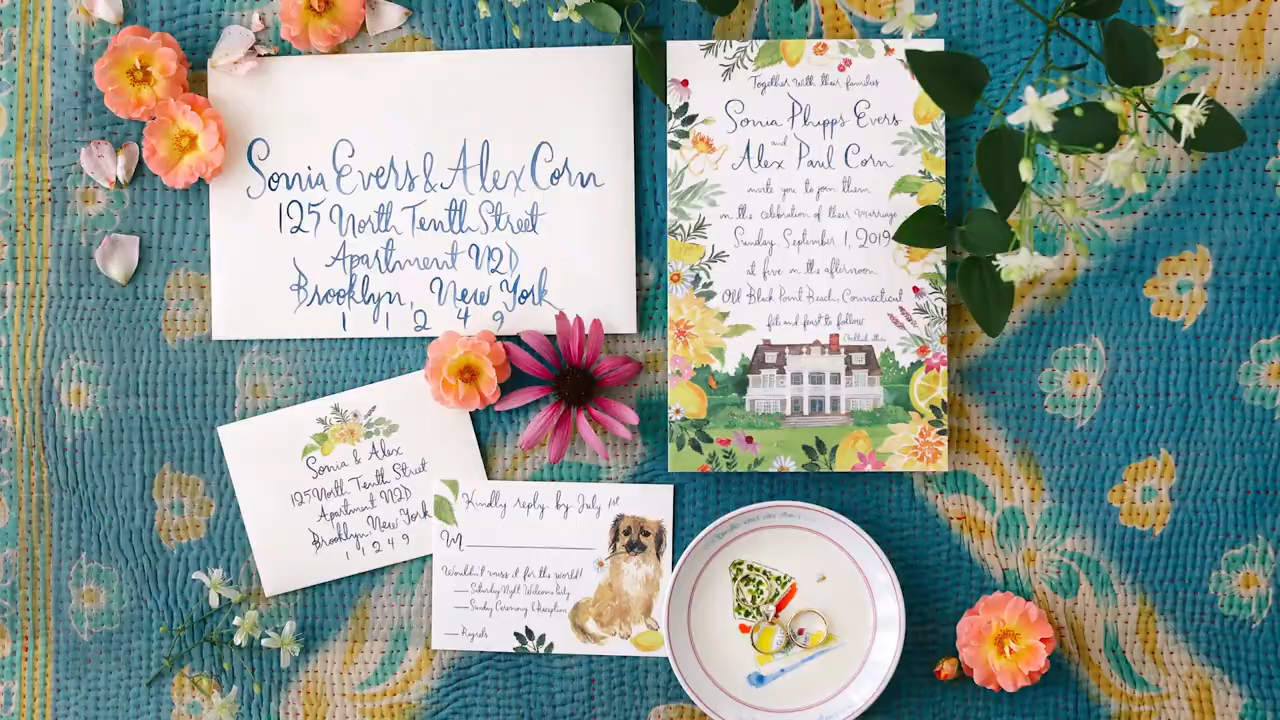 Sonia Evers & Alex Corn
125 North Tenth Street
Apartment N2D
Brooklyn, New York
1 1 2 4 9
Together with their families
Sonia Phipps Evers
and
Alex Paul Corn
invite you to join them
in the celebration of their marriage
Sunday, September 1, 2019
at five in the afternoon
Old Black Point Beach, Connecticut
fête and feast to follow
Cocktail attire
Sonia & Alex
125 North Tenth Street
Apartment N2D
Brooklyn, New York
1 1 2 4 9
Kindly reply by July 1st
M
Wouldn't miss it for the world!
Saturday Night Welcome Party
Sunday Ceremony & Reception
Regrets